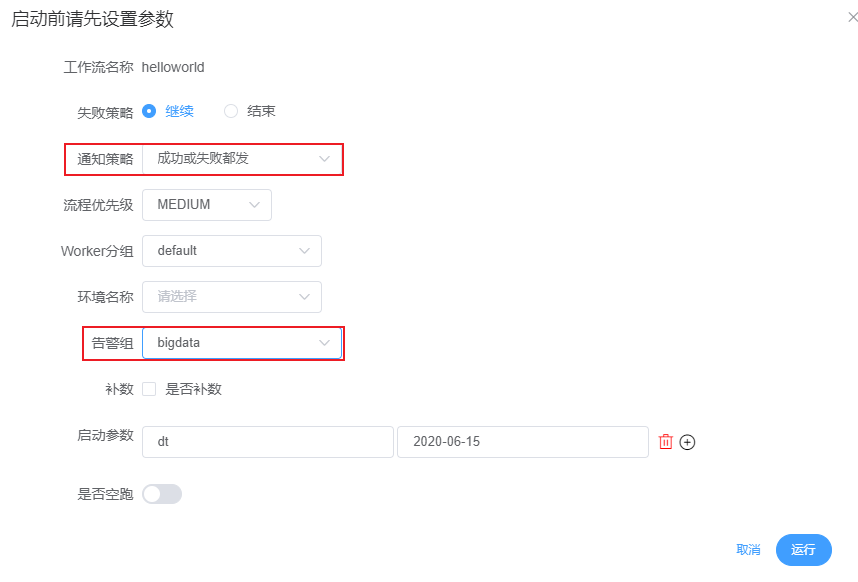 启动前请先设置参数
工作流名称 helloworld
失败策略 继续 结束
通知策略 成功或失败都发
流程优先级 MEDIUM
Worker分组 default
环境名称 请选择
告警组 bigdata
补数 是否补数
启动参数 dt 2020-06-15
是否空跑
取消 运行